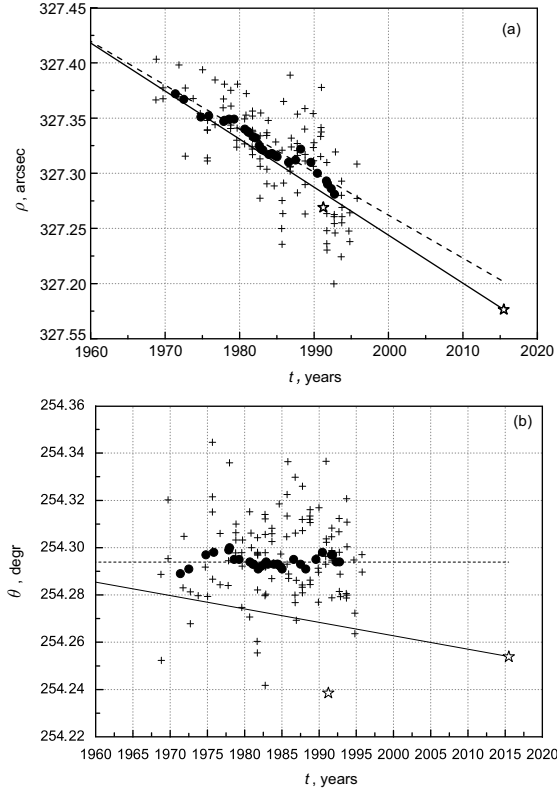 (a)
327.45
327.40
327.35
327.30
327.25
327.20
327.55
ρ, arcsec
1960 1970 1980 1990 2000 2010 2020
t, years
(b)
254.36
254.32
254.30
254.28
254.26
254.24
254.22
θ, degr
1960 1965 1970 1975 1980 1985 1990 1995 2000 2005 2010 2015 2020
t, years